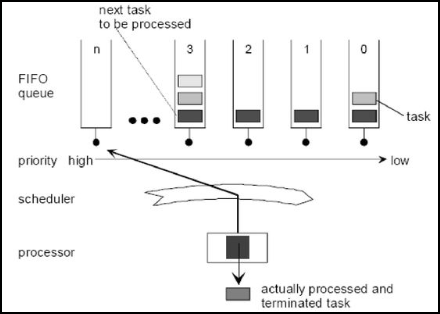 next task
to be processed
n 3 2 1 0
FIFO
queue
task
priority high low
scheduler
processor
actually processed and
terminated task